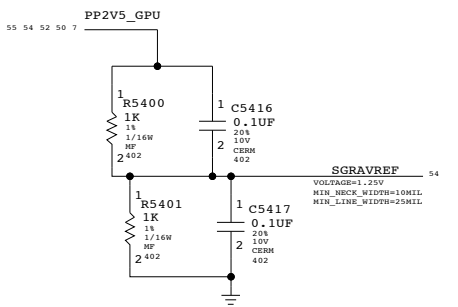 PP2V5_GPU
55 54 52 50 7
1
R5400
1K
1%
1/16W
MF
2 402
1 C5416
0.1UF
20%
10V
2 CERM
402
SGRAVREF 54
VOLTAGE=1.25V
MIN_NECK_WIDTH=10MIL
MIN_LINE_WIDTH=25MIL
1
R5401
1K
1%
1/16W
MF
2 402
1 C5417
0.1UF
20%
10V
2 CERM
402